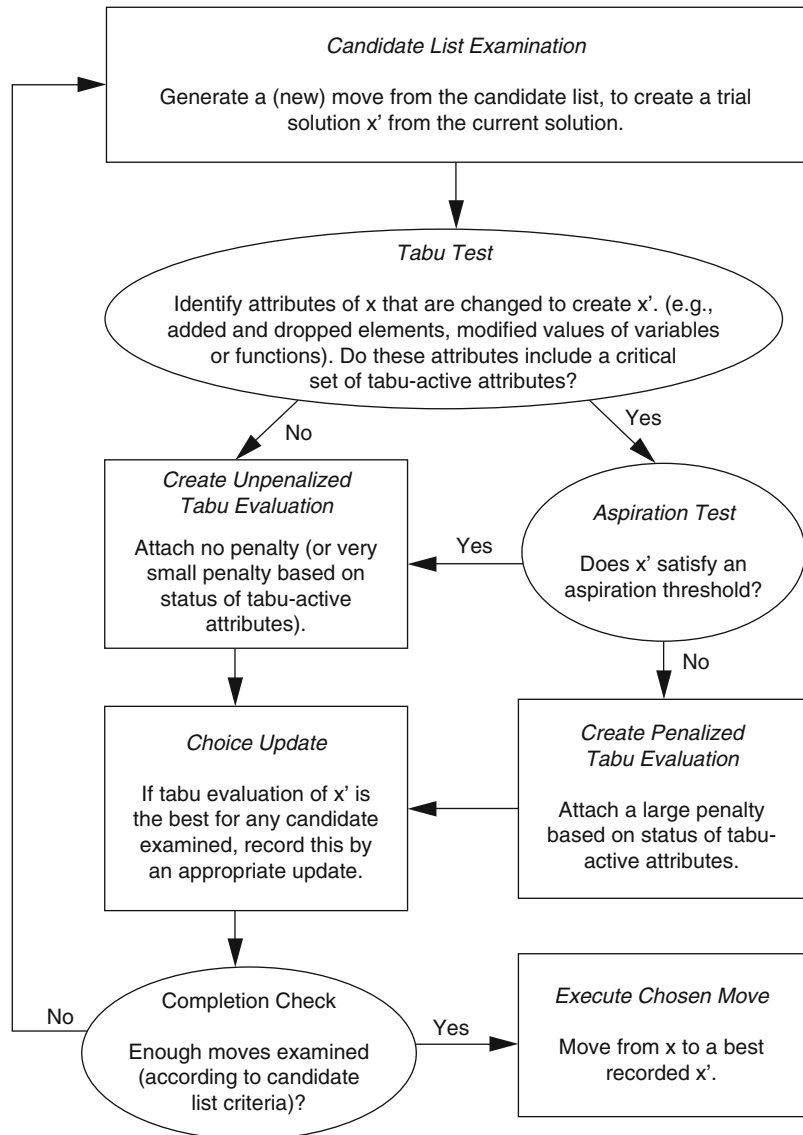 Candidate List Examination
Generate a (new) move from the candidate list, to create a trial
solution x' from the current solution.
Tabu Test
Identify attributes of x that are changed to create x'. (e.g.,
added and dropped elements, modified values of variables
or functions). Do these attributes include a critical
set of tabu-active attributes?
No
Yes
Create Unpenalized
Tabu Evaluation
Attach no penalty (or very
small penalty based on
status of tabu-active
attributes).
Yes
Aspiration Test
Does x' satisfy an
aspiration threshold?
No
Choice Update
If tabu evaluation of x' is
the best for any candidate
examined, record this by
an appropriate update.
Create Penalized
Tabu Evaluation
Attach a large penalty
based on status of tabu-
active attributes.
No
Completion Check
Enough moves examined
(according to candidate
list criteria)?
Yes
Execute Chosen Move
Move from x to a best
recorded x'.